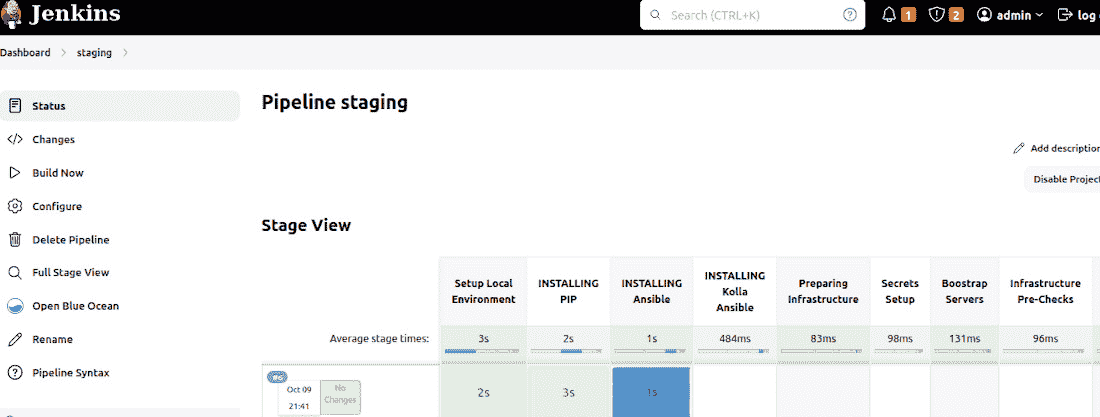 Jenkins
Search (CTRL+K)
?
1
2
admin
log
Dashboard
staging
Status
Changes
Build Now
Configure
Delete Pipeline
Full Stage View
Open Blue Ocean
Rename
Pipeline Syntax
Pipeline staging
Add description
Disable Project
Stage View
Setup Local
Environment
INSTALLING
PIP
INSTALLING
Ansible
INSTALLING
Kolla
Ansible
Preparing
Infrastructure
Secrets
Setup
Boostrap
Servers
Infrastructure
Pre-Checks
Average stage times:
3s
2s
1s
484ms
83ms
98ms
131ms
96ms
Oct 09
21:41
No
Changes
2s
3s
1s